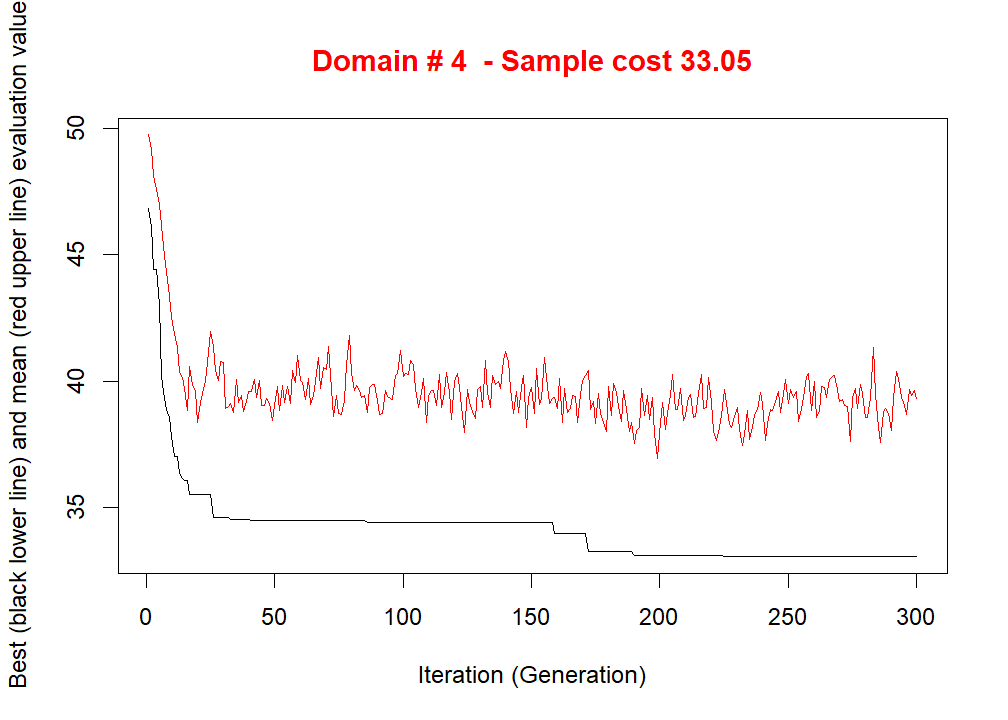 Domain # 4  - Sample cost 33.05
Best (black lower line) and mean (red upper line) evaluation value
50
45
40
35
0 50 100 150 200 250 300
Iteration (Generation)